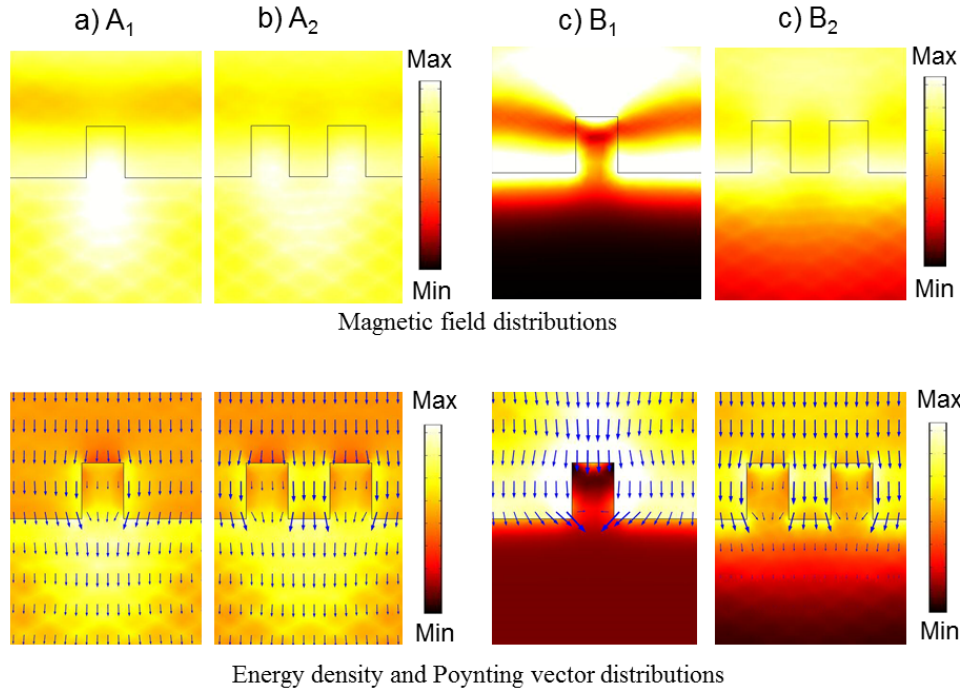 a) A₁ b) A₂ c) B₁ c) B₂
Max Max
Min Min
Magnetic field distributions
Max Max
Min Min
Energy density and Poynting vector distributions